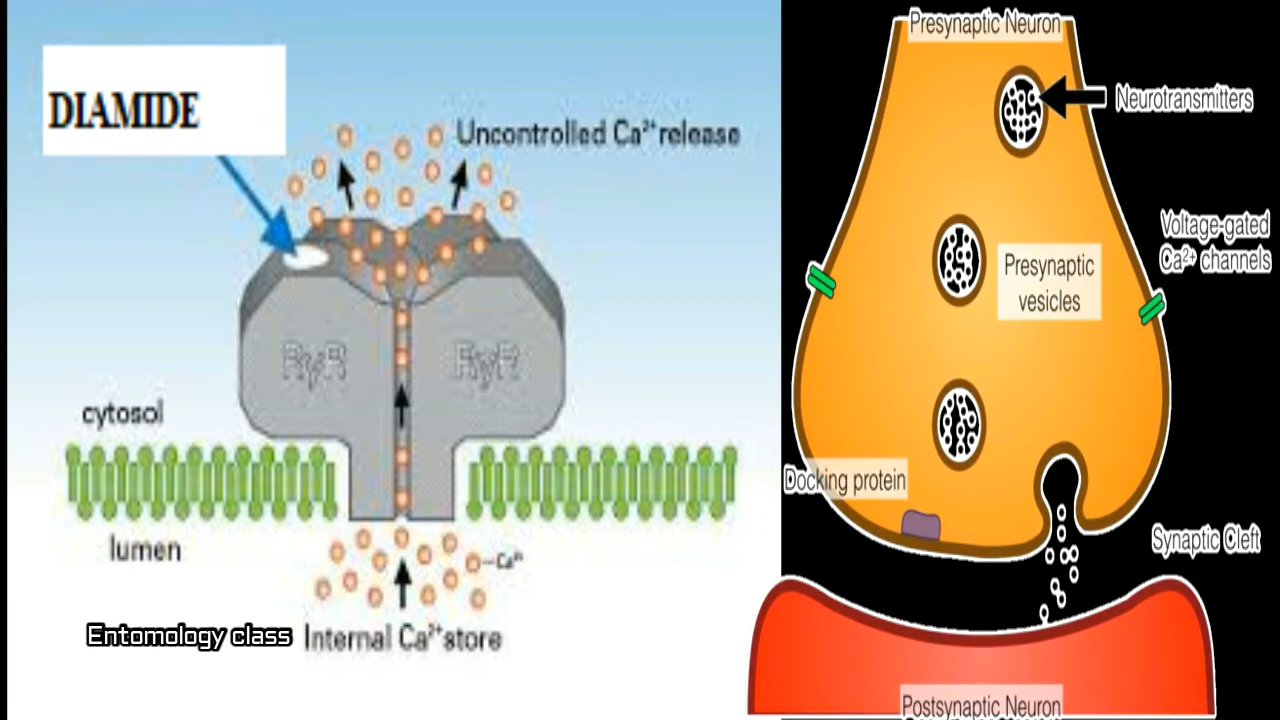 DIAMIDE
Uncontrolled Ca²⁺ release
RyR RyR
cytosol
lumen
Ca²⁺
Entomology class
Internal Ca²⁺ store
Presynaptic Neuron
Neurotransmitters
Voltage-gated
Ca²⁺ channels
Presynaptic
vesicles
Docking protein
Synaptic Cleft
Postsynaptic Neuron